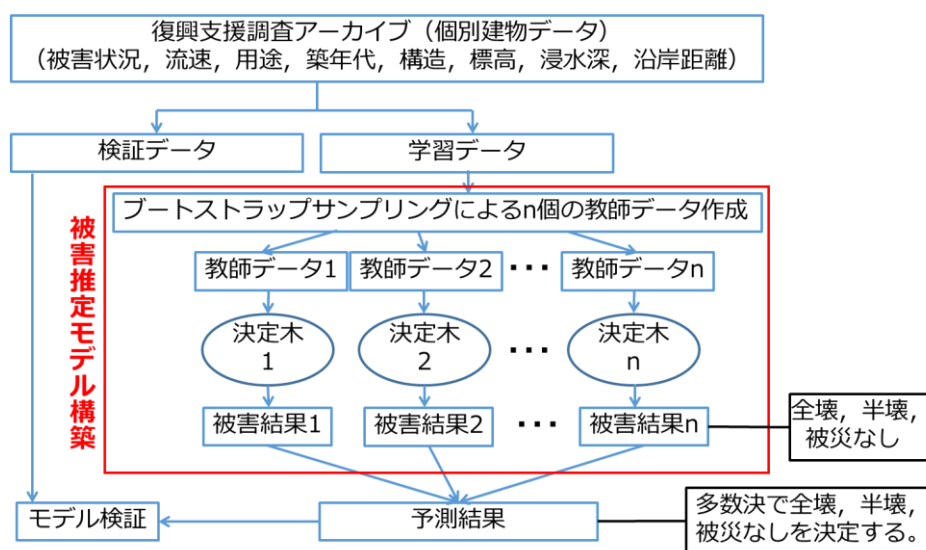 復興支援調査アーカイブ（個別建物データ）
（被害状況，流速，用途，築年代，構造，標高，浸水深，沿岸距離）
検証データ
学習データ
被害推定モデル構築
ブートストラップサンプリングによるn個の教師データ作成
教師データ1
教師データ2
･･･
教師データn
決定木
1
決定木
2
･･･
決定木
n
被害結果1
被害結果2
･･･
被害結果n
全壊，半壊，
被災なし
モデル検証
予測結果
多数決で全壊，半壊，
被災なしを決定する。